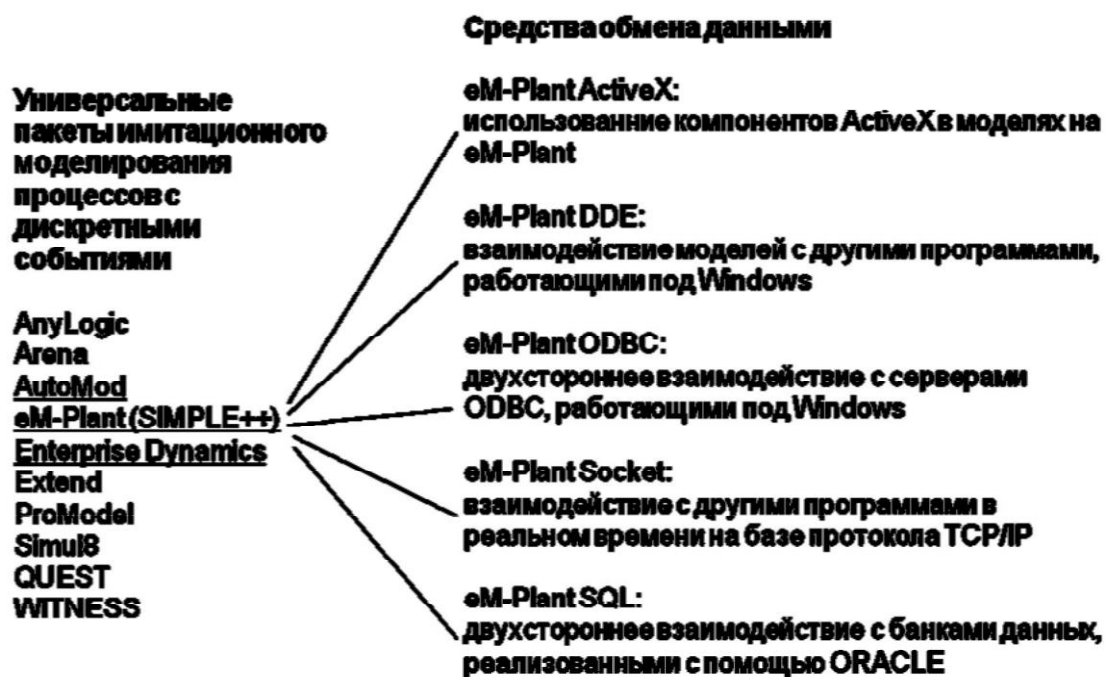 Средства обмена данными
Универсальные
пакеты имитационного
моделирования
процессов с
дискретными
событиями
AnyLogic
Arena
AutoMod
eM-Plant (SIMPLE++)
Enterprise Dynamics
Extend
ProModel
Simul8
QUEST
WITNESS
eM-Plant ActiveX:
использованние компонентов ActiveX в моделях на
eM-Plant
eM-Plant DDE:
взаимодействие моделей с другими программами,
работающими под Windows
eM-Plant ODBC:
двухстороннее взаимодействие с серверами
ODBC, работающими под Windows
eM-Plant Socket:
взаимодействие с другими программами в
реальном времени на базе протокола TCP/IP
eM-Plant SQL:
двухстороннее взаимодействие с банками данных,
реализованными с помощью ORACLE